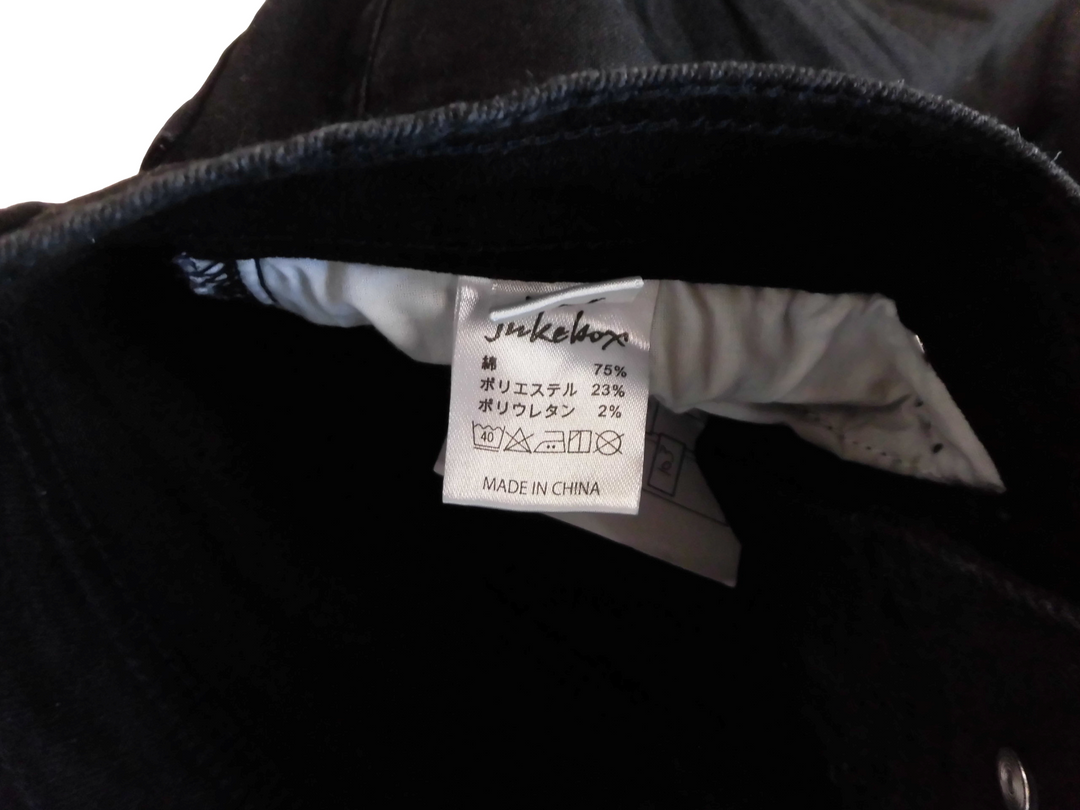 jukebox
綿 75%
ポリエステル 23%
ポリウレタン 2%
40
MADE IN CHINA